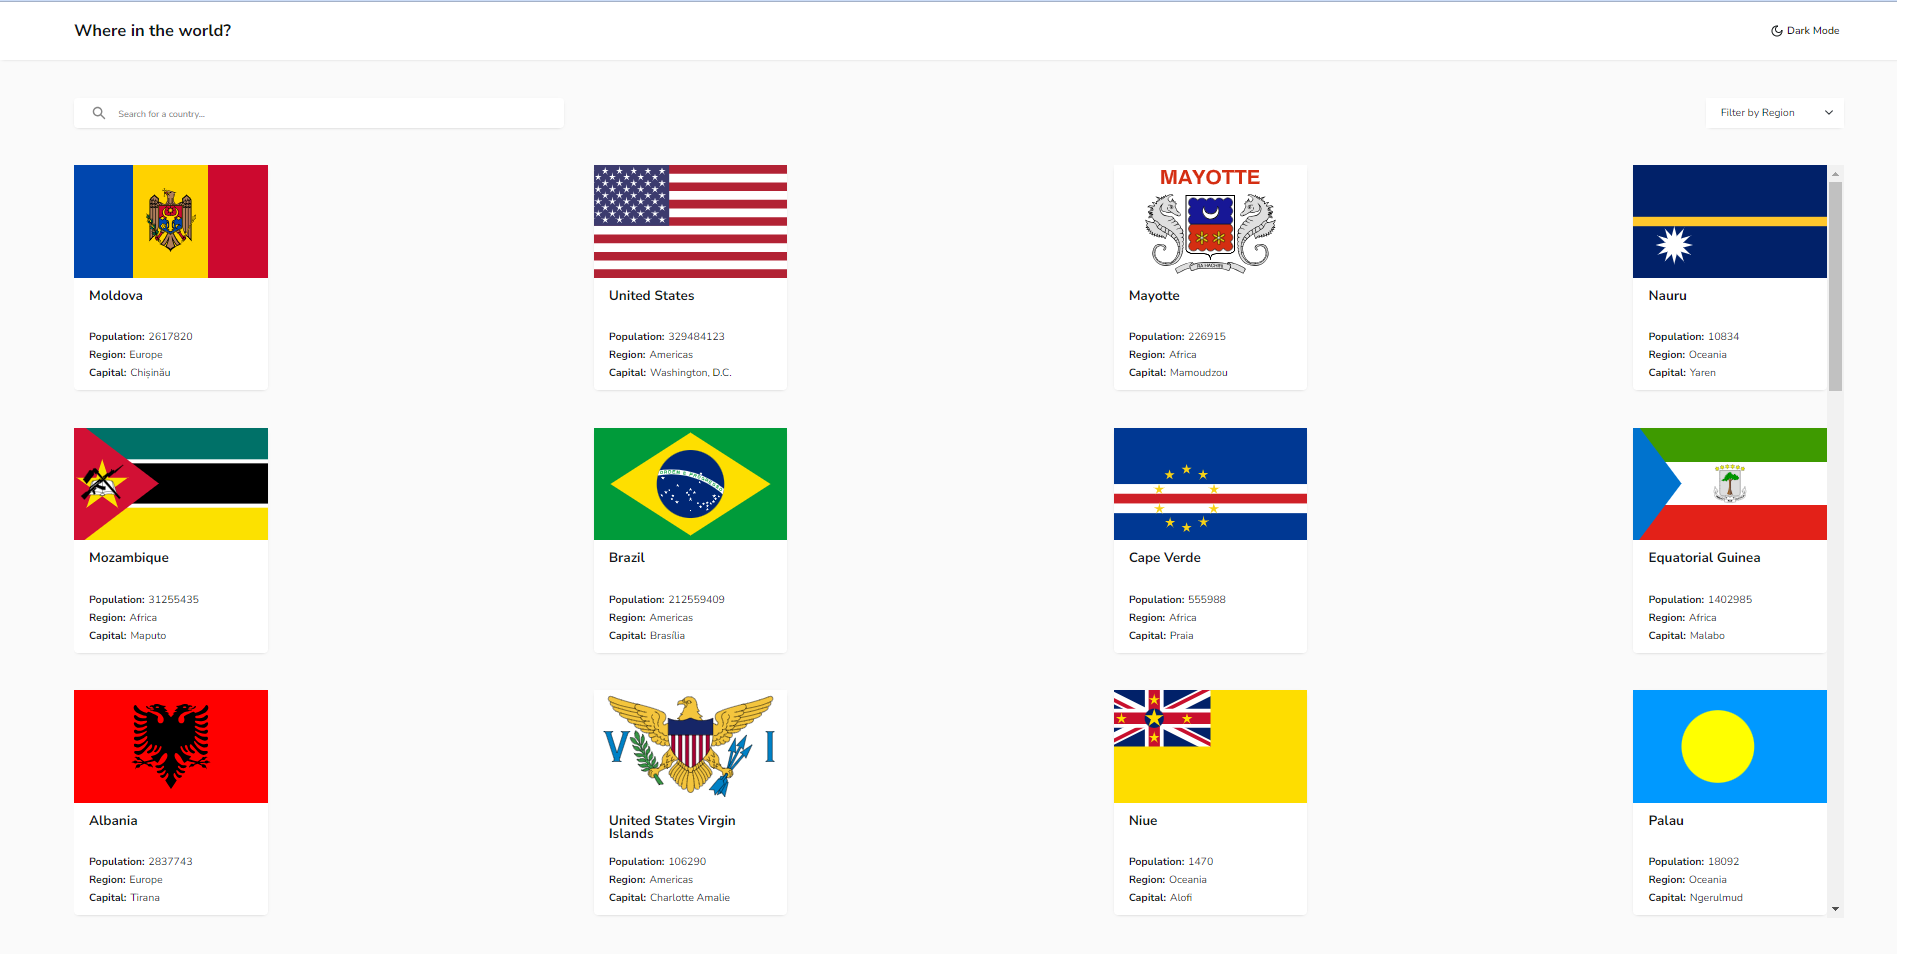 Where in the world?
Dark Mode
Search for a country...
Filter by Region
MAYOTTE
Moldova
Population: 2617820
Region: Europe
Capital: Chișinău
United States
Population: 329484123
Region: Americas
Capital: Washington, D.C.
Mayotte
Population: 226915
Region: Africa
Capital: Mamoudzou
Nauru
Population: 10834
Region: Oceania
Capital: Yaren
Mozambique
Population: 31255435
Region: Africa
Capital: Maputo
Brazil
Population: 212559409
Region: Americas
Capital: Brasília
Cape Verde
Population: 555988
Region: Africa
Capital: Praia
Equatorial Guinea
Population: 1402985
Region: Africa
Capital: Malabo
Albania
Population: 2837743
Region: Europe
Capital: Tirana
V I
United States Virgin
Islands
Population: 106290
Region: Americas
Capital: Charlotte Amalie
Niue
Population: 1470
Region: Oceania
Capital: Alofi
Palau
Population: 18092
Region: Oceania
Capital: Ngerulmud